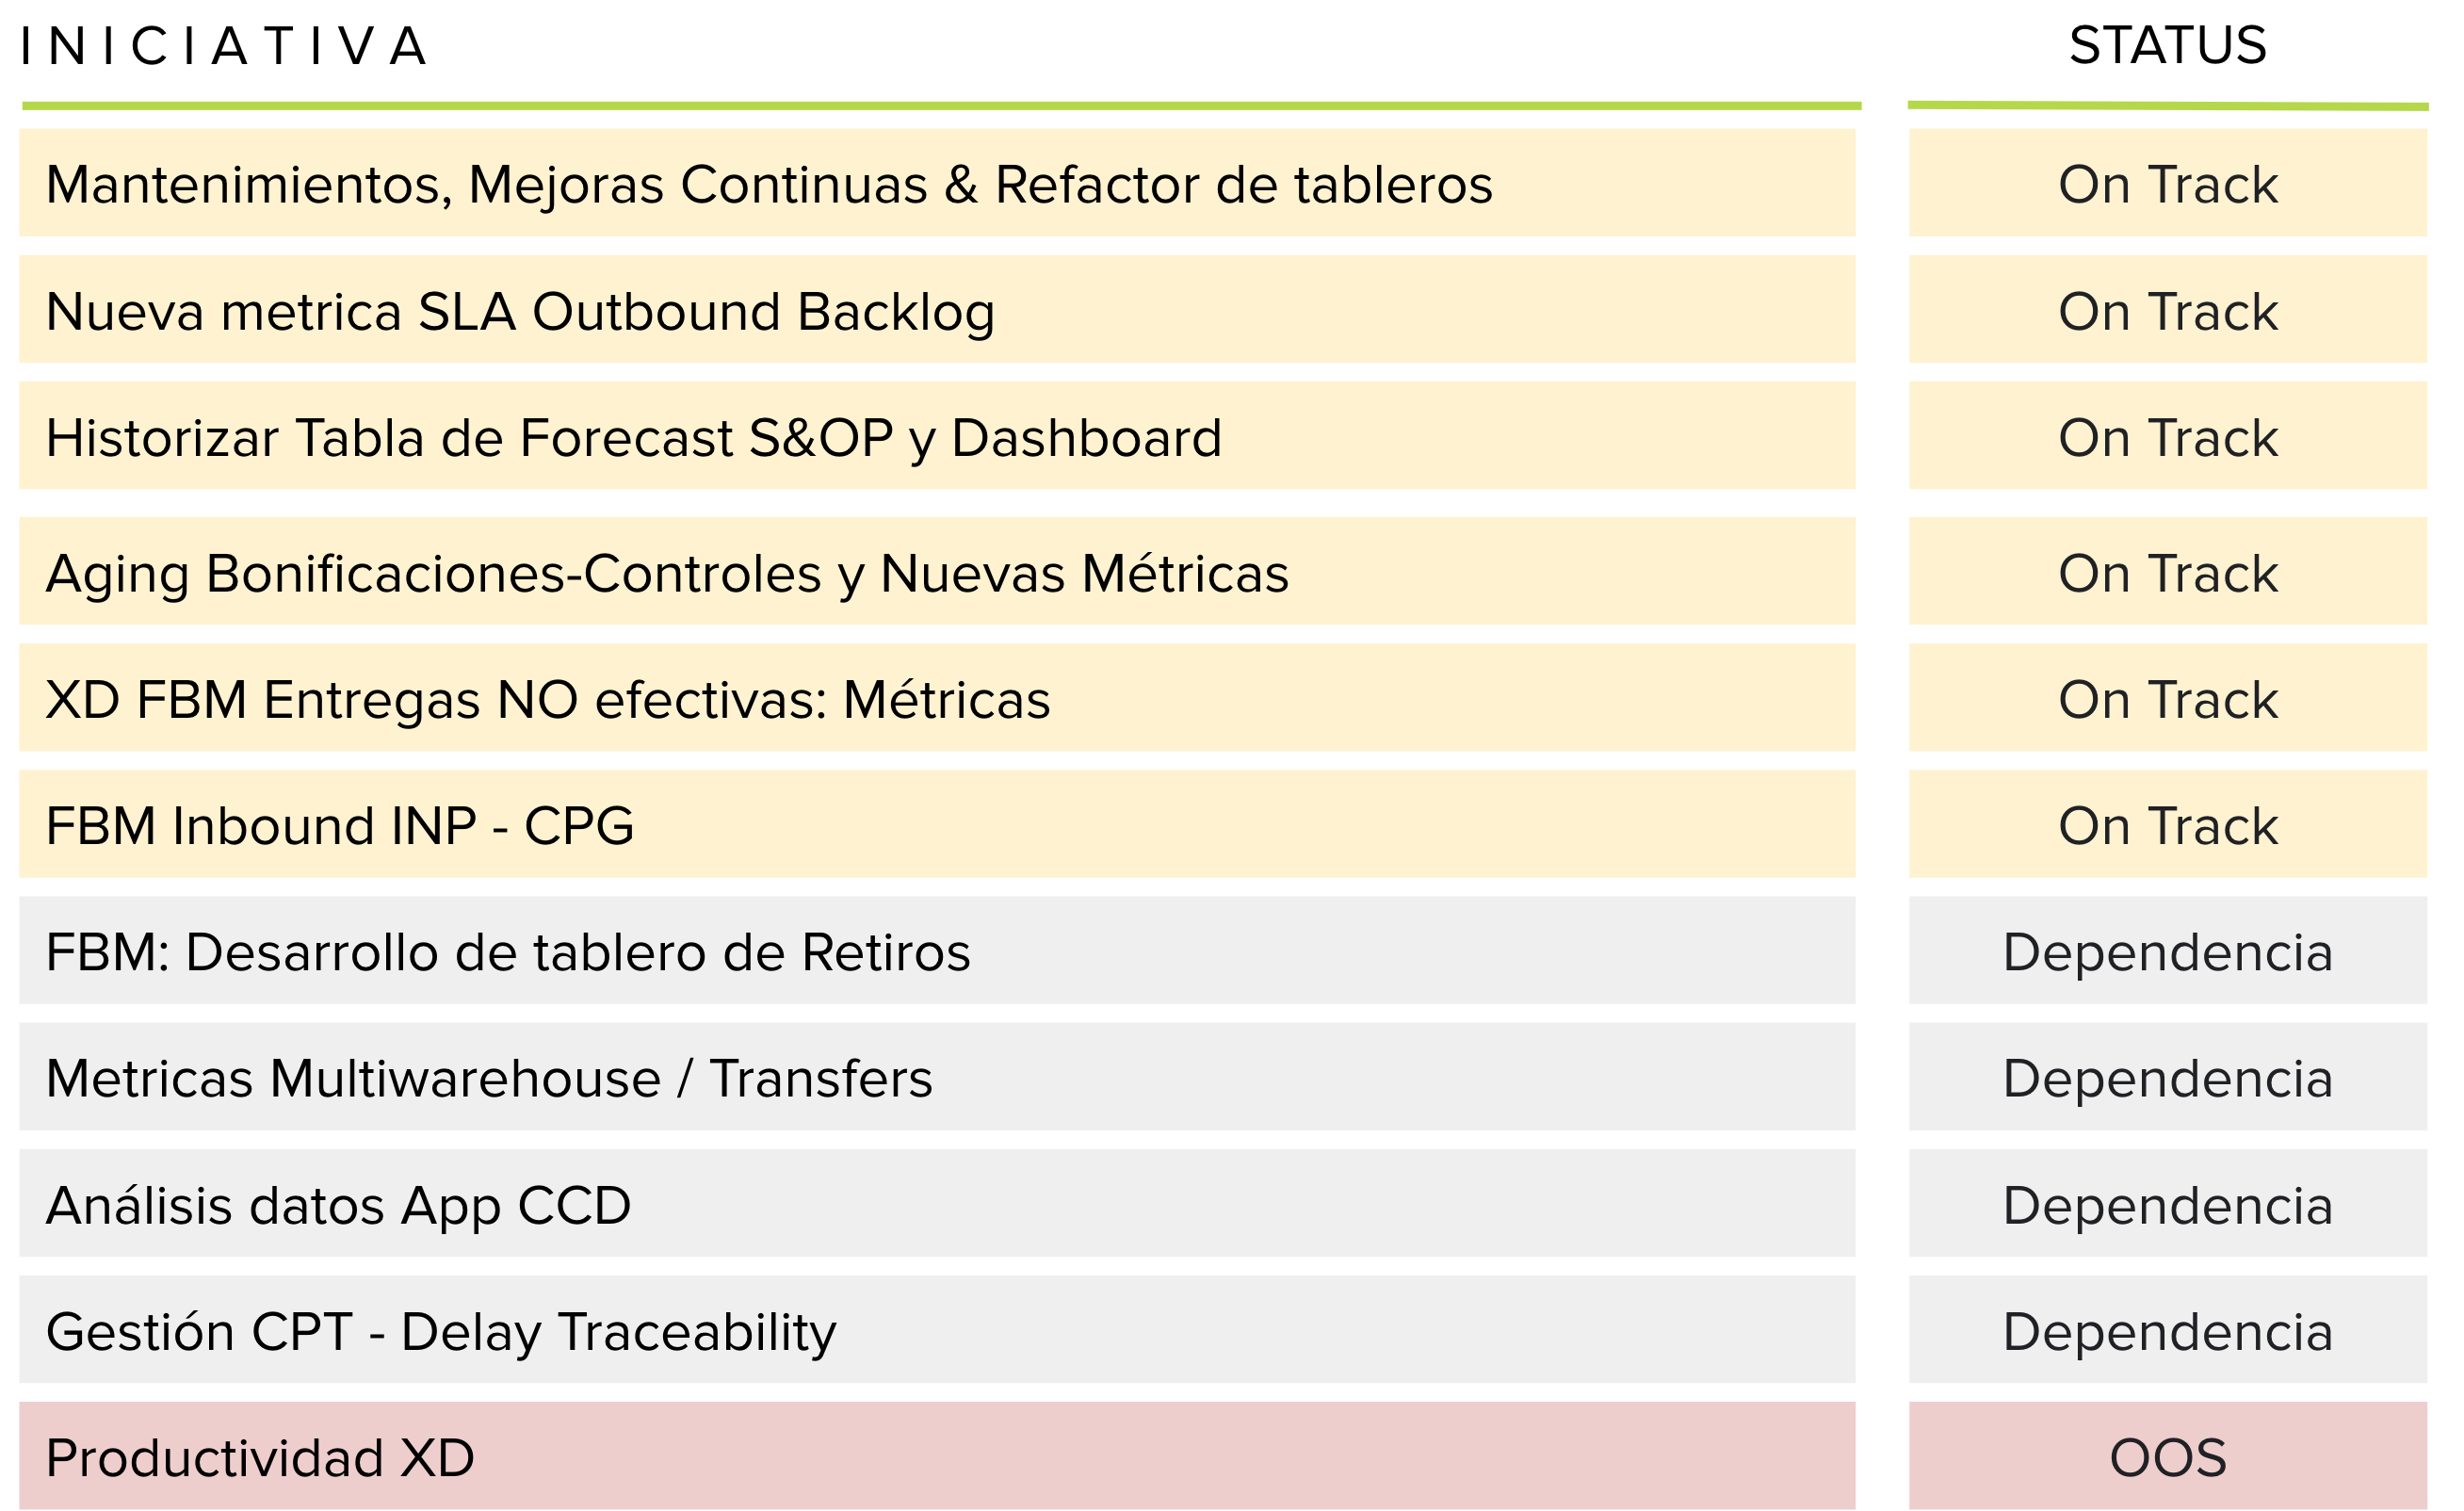 INICIATIVA STATUS
Mantenimientos, Mejoras Continuas & Refactor de tableros On Track
Nueva metrica SLA Outbound Backlog On Track
Historizar Tabla de Forecast S&OP y Dashboard On Track
Aging Bonificaciones-Controles y Nuevas Métricas On Track
XD FBM Entregas NO efectivas: Métricas On Track
FBM Inbound INP - CPG On Track
FBM: Desarrollo de tablero de Retiros Dependencia
Metricas Multiwarehouse / Transfers Dependencia
Análisis datos App CCD Dependencia
Gestión CPT - Delay Traceability Dependencia
Productividad XD OOS